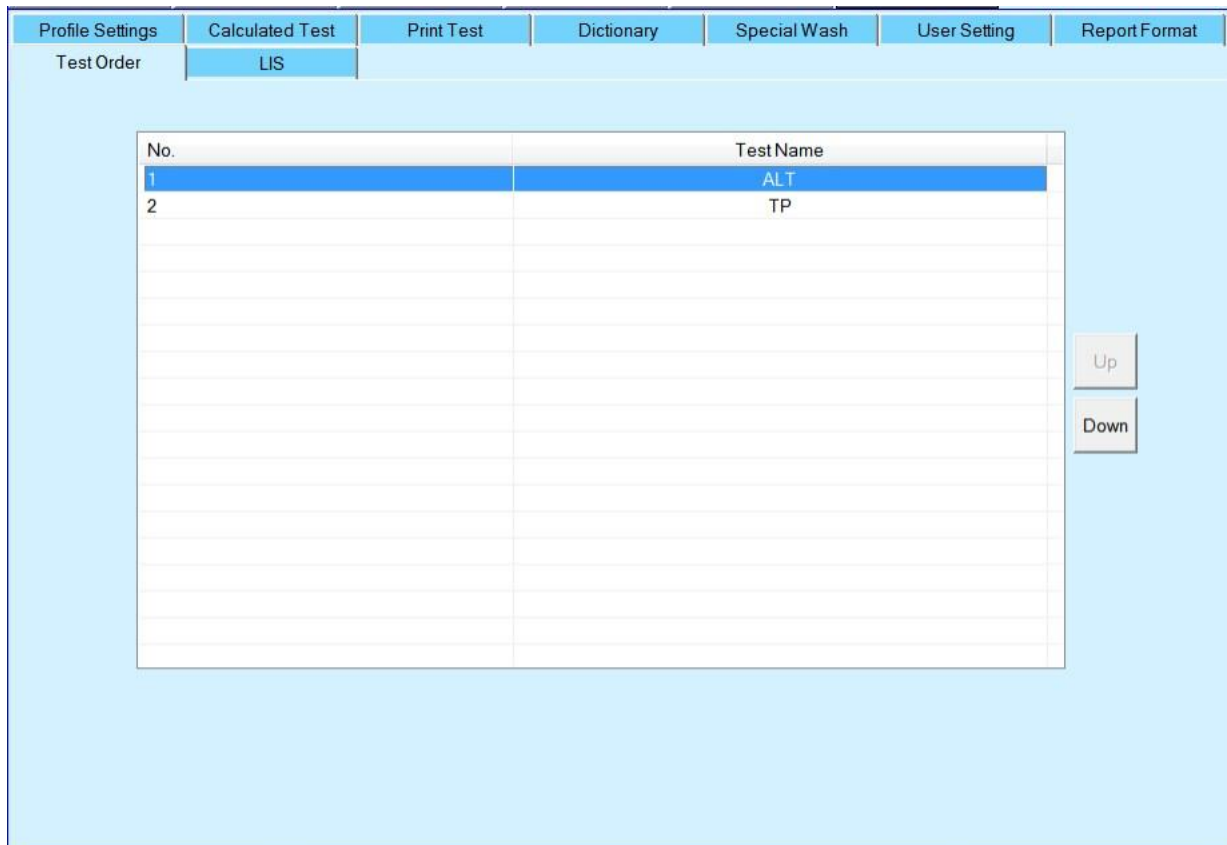 Profile Settings Calculated Test Print Test Dictionary Special Wash User Setting Report Format
Test Order LIS
No. Test Name
1 ALT
2 TP
Up
Down